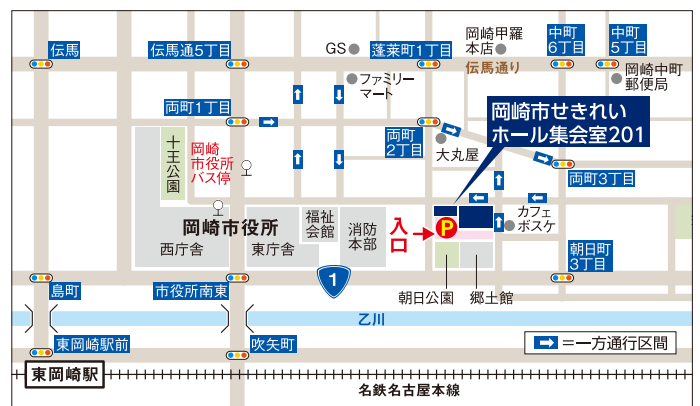 伝馬
伝馬通5丁目
GS
蓬莱町1丁目
岡崎甲羅
本店
伝馬通り
中町
6丁目
中町
5丁目
岡崎中町
郵便局
ファミリー
マート
両町1丁目
両町
2丁目
大丸屋
岡崎市せきれい
ホール集会室201
両町3丁目
十王公園
岡崎
市役所
バス停
岡崎市役所
西庁舎
東庁舎
福祉
会館
消防
本部
入口
P
カフェ
ボスケ
朝日町
3丁目
朝日公園
郷土館
1
島町
市役所南東
乙川
東岡崎駅前
吹矢町
=一方通行区間
東岡崎駅
名鉄名古屋本線